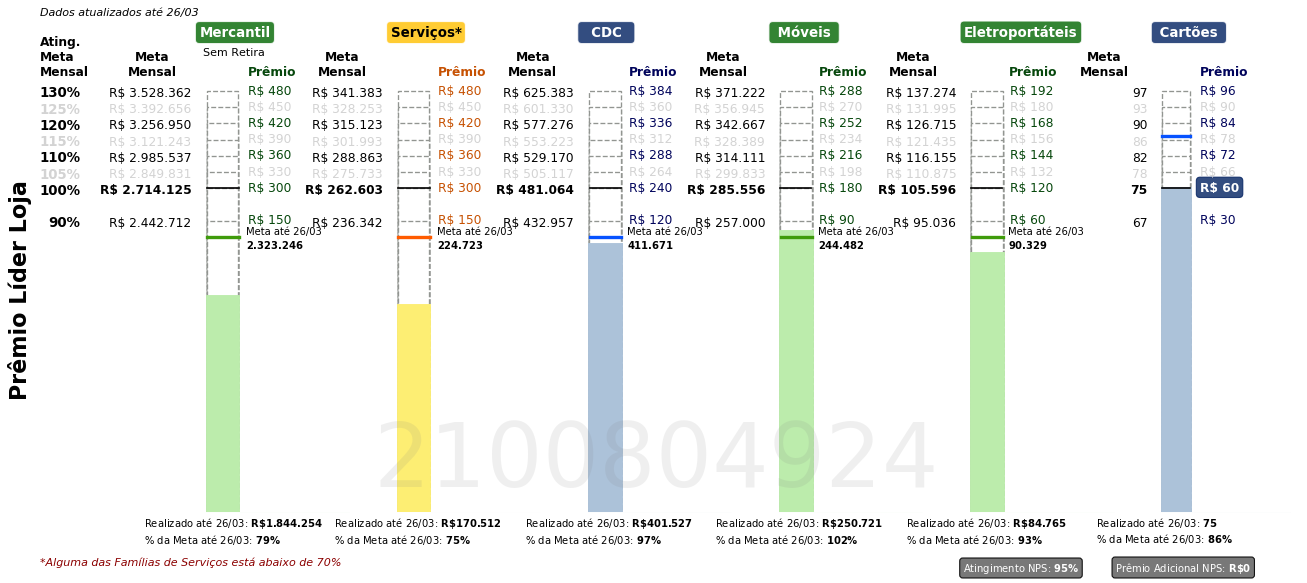 Dados atualizados até 26/03
Mercantil Serviços* CDC Móveis Eletroportáteis Cartões
Sem Retira
Ating. Meta Mensal
Meta Mensal Prêmio Meta Mensal Prêmio Meta Mensal Prêmio Meta Mensal Prêmio Meta Mensal Prêmio Meta Mensal Prêmio
130% R$ 3.528.362 R$ 480 R$ 341.383 R$ 480 R$ 625.383 R$ 384 R$ 371.222 R$ 288 R$ 137.274 R$ 192 97 R$ 96
125% R$ 3.392.656 R$ 450 R$ 328.253 R$ 450 R$ 601.330 R$ 360 R$ 356.945 R$ 270 R$ 131.995 R$ 180 93 R$ 90
120% R$ 3.256.950 R$ 420 R$ 315.123 R$ 420 R$ 577.276 R$ 336 R$ 342.667 R$ 252 R$ 126.715 R$ 168 90 R$ 84
115% R$ 3.121.243 R$ 390 R$ 301.993 R$ 390 R$ 553.223 R$ 312 R$ 328.389 R$ 234 R$ 121.435 R$ 156 86 R$ 78
110% R$ 2.985.537 R$ 360 R$ 288.863 R$ 360 R$ 529.170 R$ 288 R$ 314.111 R$ 216 R$ 116.155 R$ 144 82 R$ 72
105% R$ 2.849.831 R$ 330 R$ 275.733 R$ 330 R$ 505.117 R$ 264 R$ 299.833 R$ 198 R$ 110.875 R$ 132 78 R$ 66
100% R$ 2.714.125 R$ 300 R$ 262.603 R$ 300 R$ 481.064 R$ 240 R$ 285.556 R$ 180 R$ 105.596 R$ 120 75 R$ 60
90% R$ 2.442.712 R$ 150 R$ 236.342 R$ 150 R$ 432.957 R$ 120 R$ 257.000 R$ 90 R$ 95.036 R$ 60 67 R$ 30
Meta até 26/03 Meta até 26/03 Meta até 26/03 Meta até 26/03 Meta até 26/03
2.323.246 224.723 411.671 244.482 90.329
Prêmio Líder Loja
2100804924
Realizado até 26/03: R$1.844.254 Realizado até 26/03: R$170.512 Realizado até 26/03: R$401.527 Realizado até 26/03: R$250.721 Realizado até 26/03: R$84.765 Realizado até 26/03: 75
% da Meta até 26/03: 79% % da Meta até 26/03: 75% % da Meta até 26/03: 97% % da Meta até 26/03: 102% % da Meta até 26/03: 93% % da Meta até 26/03: 86%
*Alguma das Famílias de Serviços está abaixo de 70%
Atingimento NPS: 95% Prêmio Adicional NPS: R$0